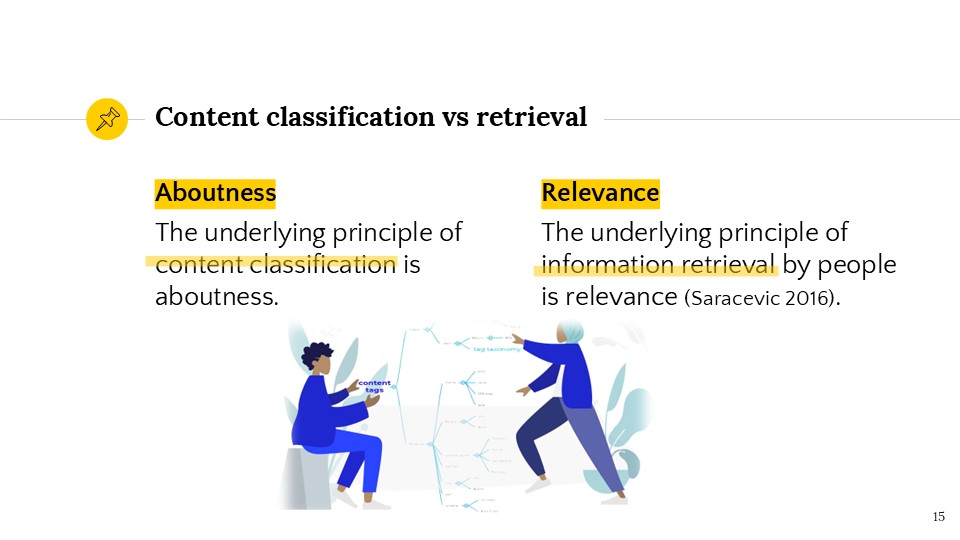 Content classification vs retrieval
Aboutness
The underlying principle of
content classification is
aboutness.
Relevance
The underlying principle of
information retrieval by people
is relevance (Saracevic 2016).
tag taxonomy
content
tags
15